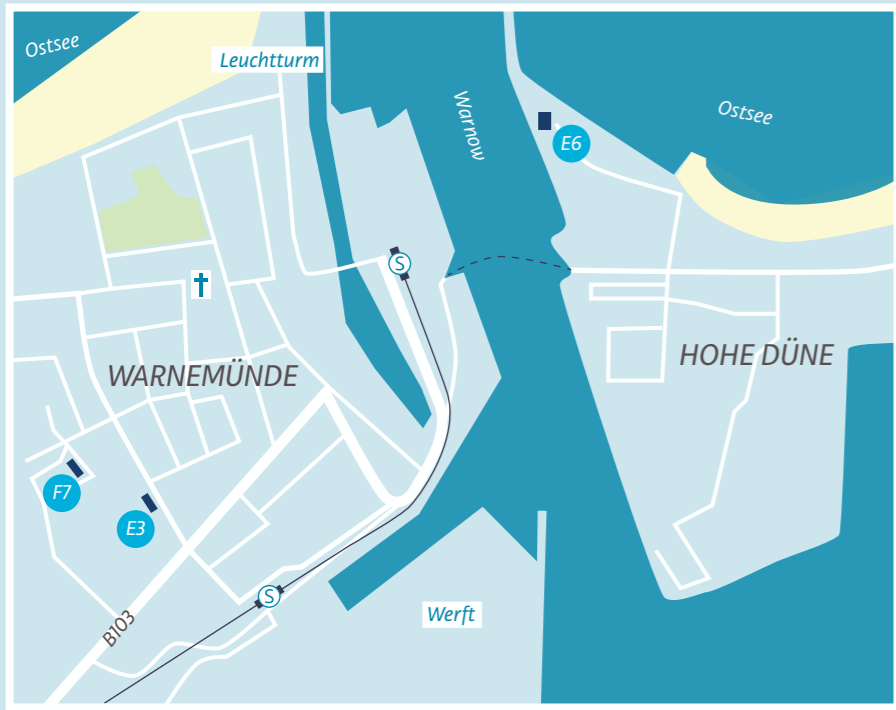 Ostsee
Leuchtturm
Warnow
Ostsee
E6
S
WARNEMÜNDE
HOHE DÜNE
F7
E3
S
B103
Werft